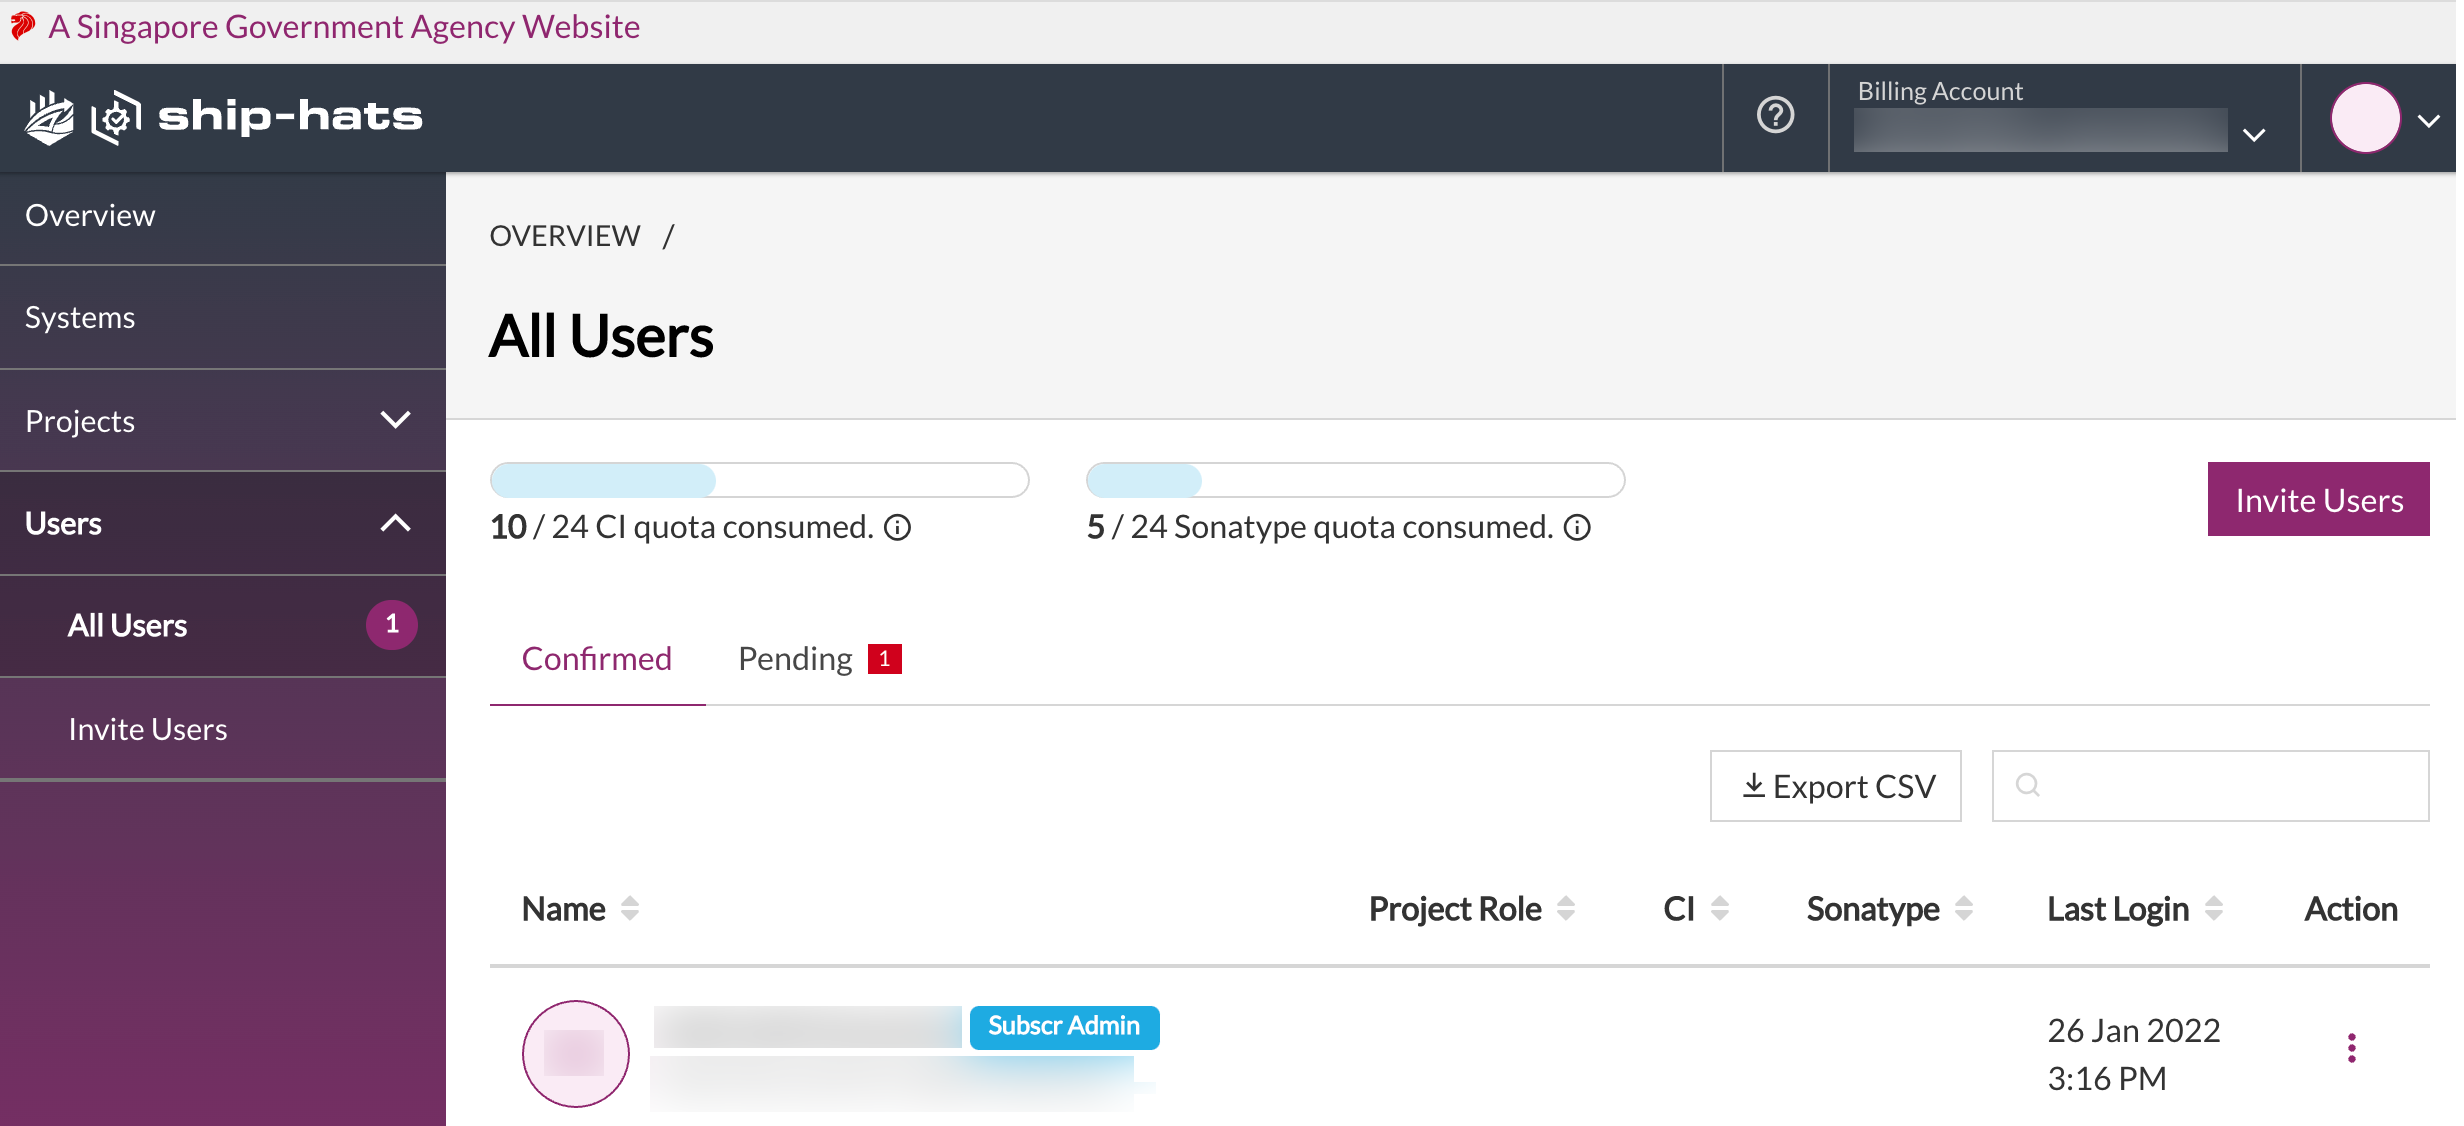 A Singapore Government Agency Website
ship-hats
Billing Account
Overview
Systems
Projects
Users
All Users 1
Invite Users
OVERVIEW /
All Users
10 / 24 CI quota consumed.
5 / 24 Sonatype quota consumed.
Invite Users
Confirmed
Pending 1
Export CSV
Name Project Role CI Sonatype Last Login Action
Subscr Admin
26 Jan 2022
3:16 PM